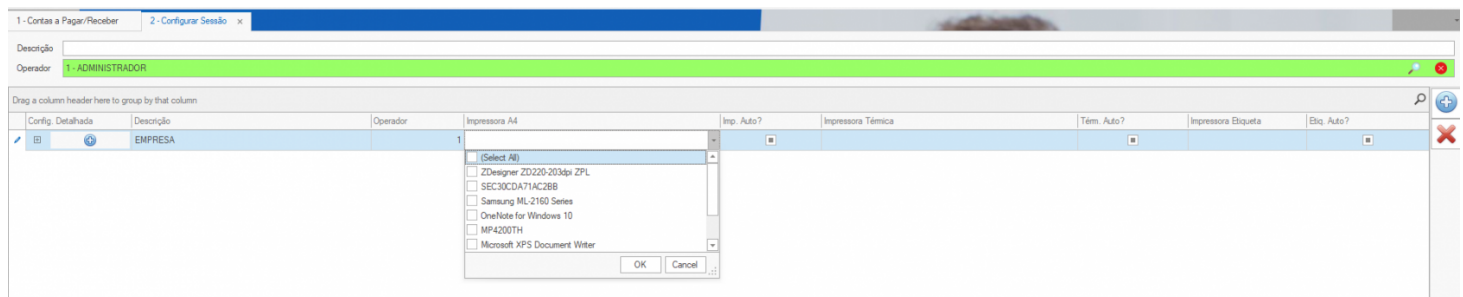 1 - Contas a Pagar/Receber 2 - Configurar Sessão x
Descrição
Operador 1 - ADMINISTRADOR
Drag a column header here to group by that column
Config. Detalhada Descrição Operador Impressora A4 Imp. Auto? Impressora Térmica Térm. Auto? Impressora Etiqueta Etiq. Auto?
EMPRESA 1
(Select All)
ZDesigner ZD220-203dpi ZPL
SEC30CDA71AC2BB
Samsung ML-2160 Series
OneNote for Windows 10
MP4200TH
Microsoft XPS Document Writer
OK Cancel